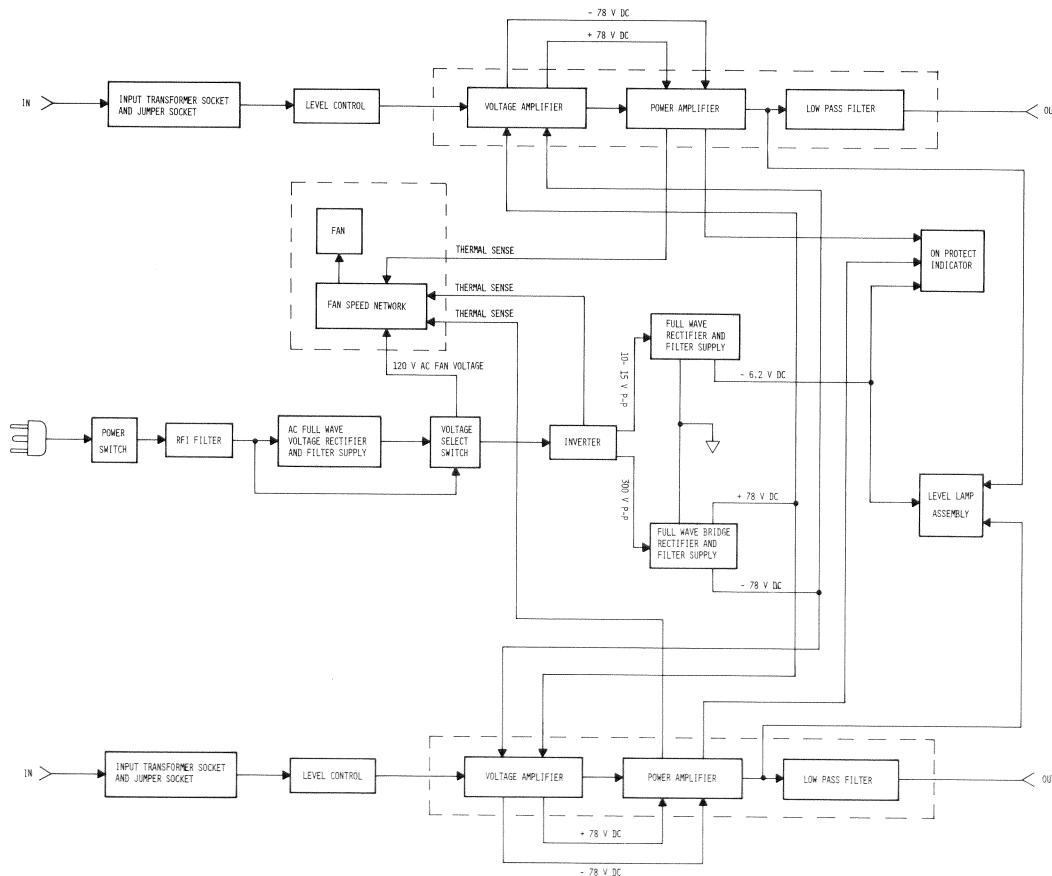 - 78 V DC
+ 78 V DC
IN
INPUT TRANSFORMER SOCKET
AND JUMPER SOCKET
LEVEL CONTROL
VOLTAGE AMPLIFIER
POWER AMPLIFIER
LOW PASS FILTER
OU
FAN
THERMAL SENSE
ON PROTECT
INDICATOR
FAN SPEED NETWORK
THERMAL SENSE
THERMAL SENSE
FULL WAVE
RECTIFIER AND
FILTER SUPPLY
10- 15 V P-P
120 V AC FAN VOLTAGE
- 6.2 V DC
POWER
SWITCH
RFI FILTER
AC FULL WAVE
VOLTAGE RECTIFIER
AND FILTER SUPPLY
VOLTAGE
SELECT
SWITCH
INVERTER
300 V P-P
+ 78 V DC
LEVEL LAMP
ASSEMBLY
FULL WAVE BRIDGE
RECTIFIER AND
FILTER SUPPLY
- 78 V DC
IN
INPUT TRANSFORMER SOCKET
AND JUMPER SOCKET
LEVEL CONTROL
VOLTAGE AMPLIFIER
POWER AMPLIFIER
LOW PASS FILTER
OU
+ 78 V DC
- 78 V DC